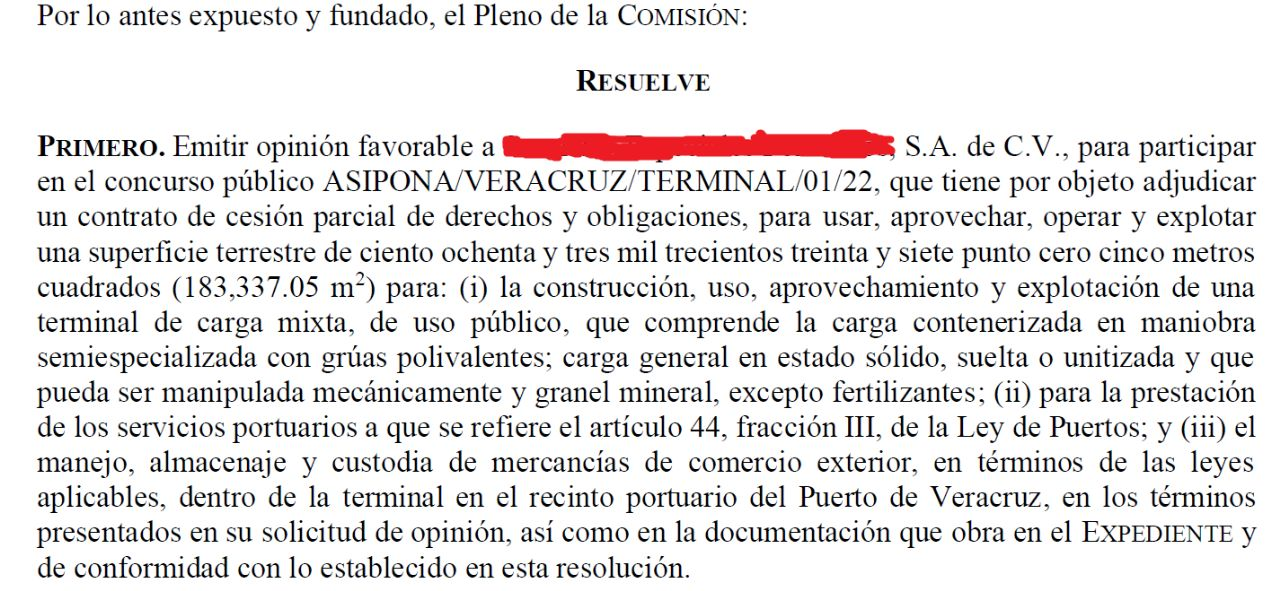 Por lo antes expuesto y fundado, el Pleno de la COMISIÓN:
RESUELVE
PRIMERO. Emitir opinión favorable a , S.A. de C.V., para participar
en el concurso público ASIPONA/VERACRUZ/TERMINAL/01/22, que tiene por objeto adjudicar
un contrato de cesión parcial de derechos y obligaciones, para usar, aprovechar, operar y explotar
una superficie terrestre de ciento ochenta y tres mil trecientos treinta y siete punto cero cinco metros
cuadrados (183,337.05 m²) para: (i) la construcción, uso, aprovechamiento y explotación de una
terminal de carga mixta, de uso público, que comprende la carga contenerizada en maniobra
semiespecializada con grúas polivalentes; carga general en estado sólido, suelta o unitizada y que
pueda ser manipulada mecánicamente y granel mineral, excepto fertilizantes; (ii) para la prestación
de los servicios portuarios a que se refiere el artículo 44, fracción III, de la Ley de Puertos; y (iii) el
manejo, almacenaje y custodia de mercancías de comercio exterior, en términos de las leyes
aplicables, dentro de la terminal en el recinto portuario del Puerto de Veracruz, en los términos
presentados en su solicitud de opinión, así como en la documentación que obra en el EXPEDIENTE y
de conformidad con lo establecido en esta resolución.